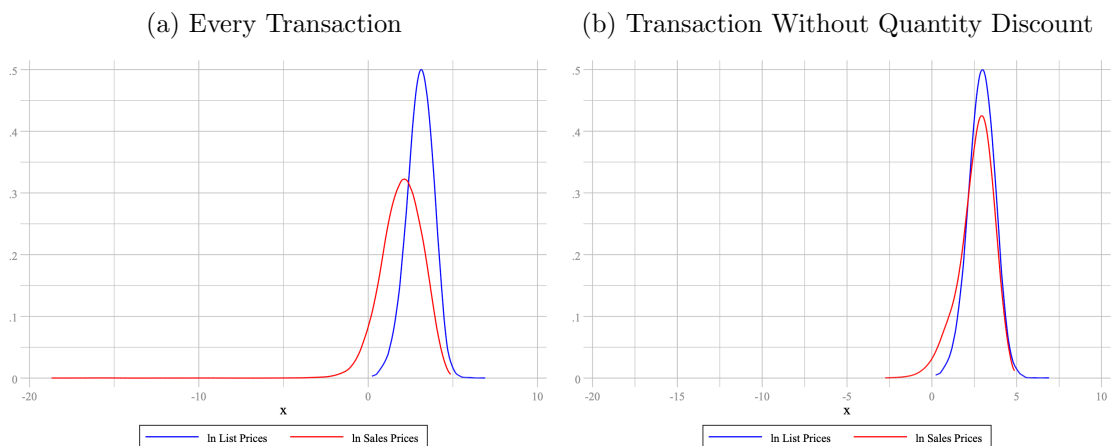 (a) Every Transaction
(b) Transaction Without Quantity Discount
.5
.4
.3
.2
.1
0
-20
-10
0
10
x
ln List Prices
ln Sales Prices
.5
.4
.3
.2
.1
0
-20
-15
-10
-5
0
5
10
x
ln List Prices
ln Sales Prices